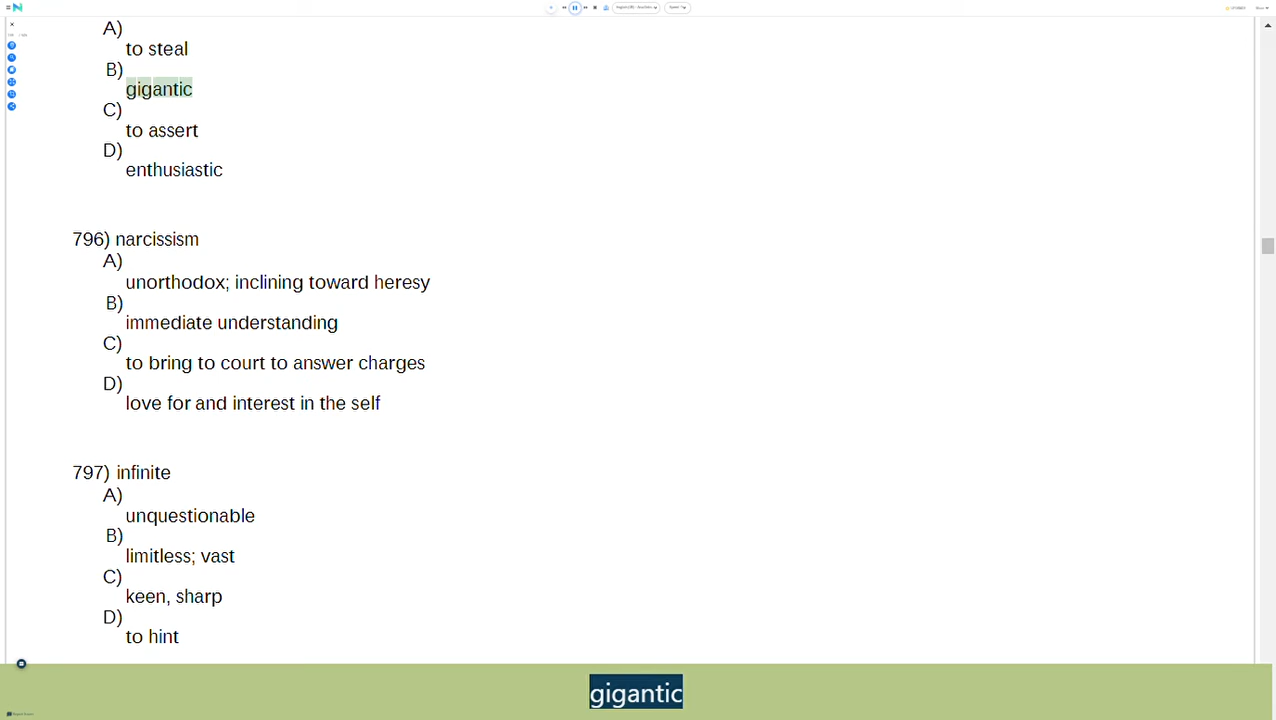 A)
to steal
B)
gigantic
C)
to assert
D)
enthusiastic
796) narcissism
A)
unorthodox; inclining toward heresy
B)
immediate understanding
C)
to bring to court to answer charges
D)
love for and interest in the self
797) infinite
A)
unquestionable
B)
limitless; vast
C)
keen, sharp
D)
to hint
gigantic